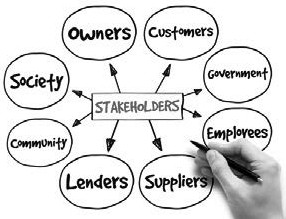 Owners
Customers
Society
Government
STAKEHOLDERS
Community
Employees
Lenders
Suppliers